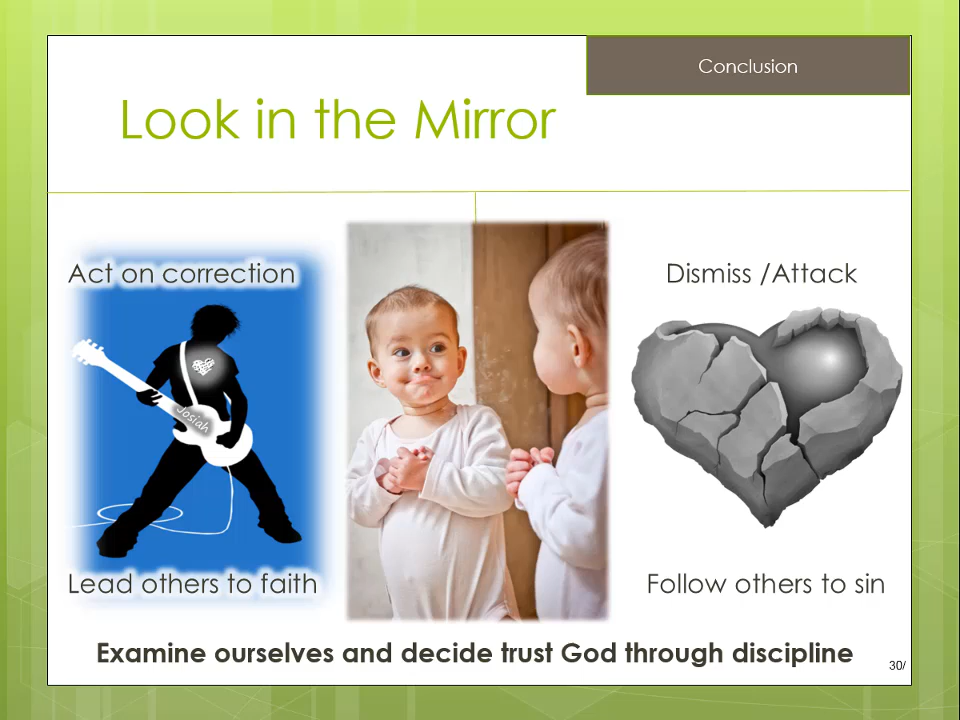 Conclusion
Look in the Mirror
Act on correction
Dismiss /Attack
Josiah
Lead others to faith
Follow others to sin
Examine ourselves and decide trust God through discipline
30/